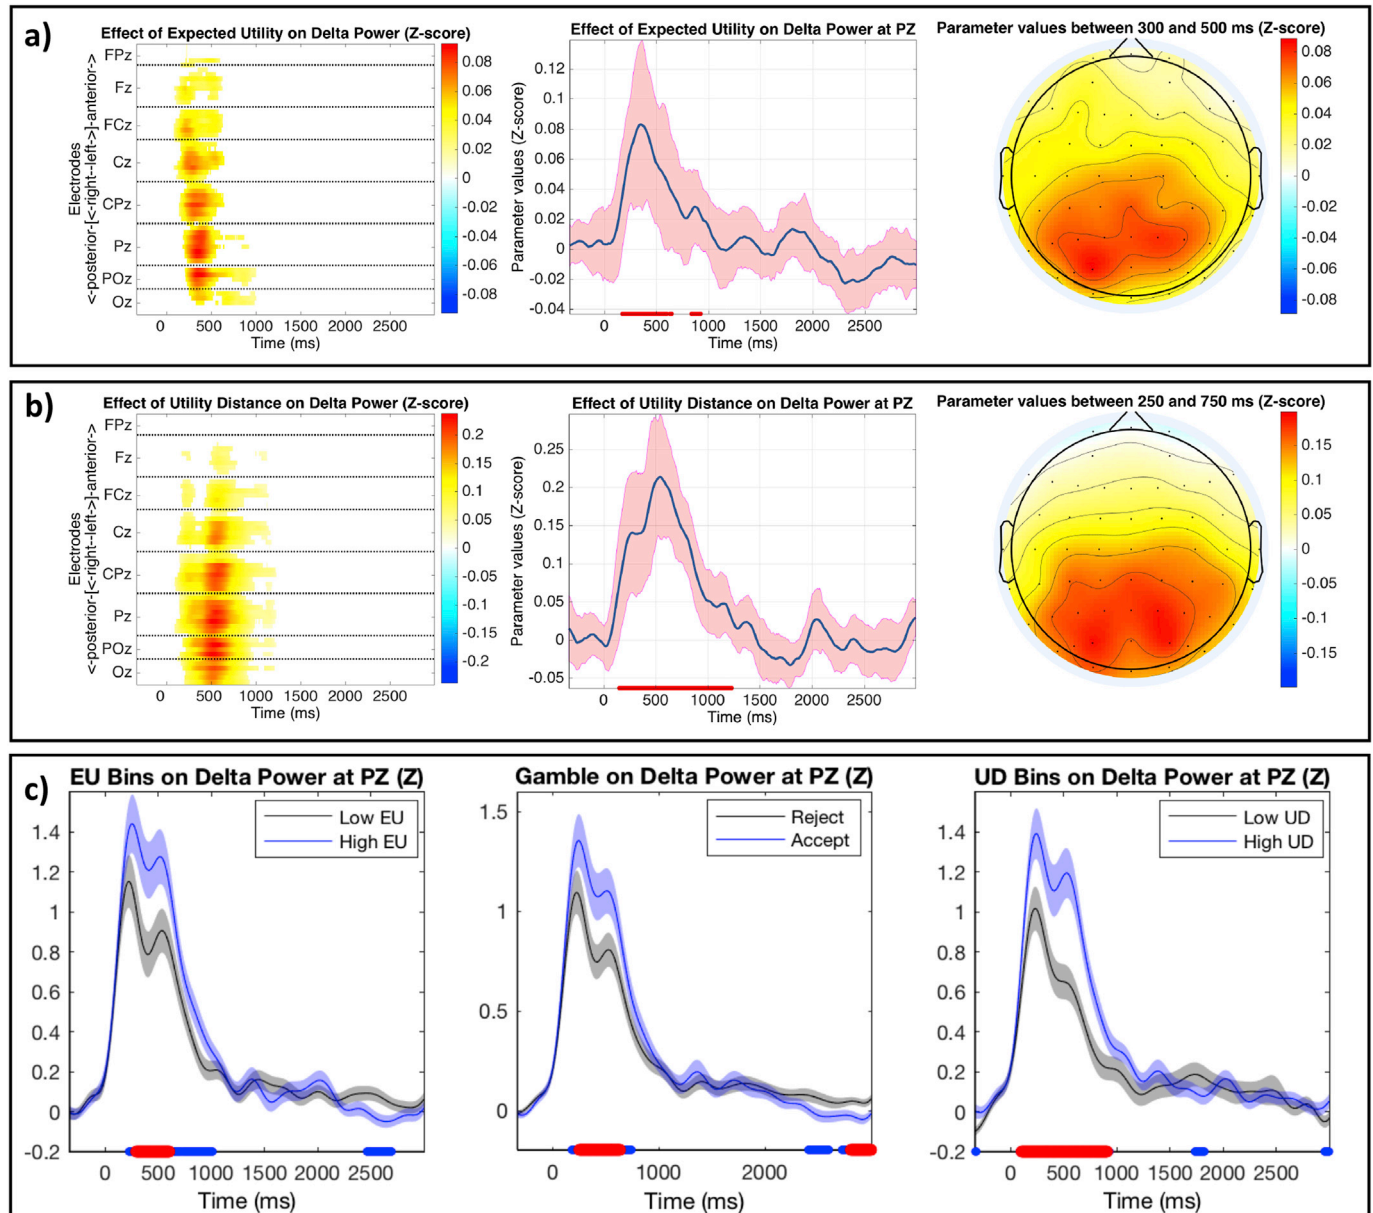 a)
Effect of Expected Utility on Delta Power (Z-score)
<-posterior-[<-right--left->]-anterior->
Electrodes
FPz
Fz
FCz
Cz
CPz
Pz
POz
Oz
0 500 1000 1500 2000 2500
Time (ms)
0.08
0.06
0.04
0.02
0
-0.02
-0.04
-0.06
-0.08
Effect of Expected Utility on Delta Power at PZ
Parameter values (Z-score)
0.12
0.1
0.08
0.06
0.04
0.02
0
-0.02
-0.04
0 500 1000 1500 2000 2500
Time (ms)
Parameter values between 300 and 500 ms (Z-score)
0.08
0.06
0.04
0.02
0
-0.02
-0.04
-0.06
-0.08
b)
Effect of Utility Distance on Delta Power (Z-score)
<-posterior-[<-right--left->]-anterior->
Electrodes
FPz
Fz
FCz
Cz
CPz
Pz
POz
Oz
0 500 1000 1500 2000 2500
Time (ms)
0.2
0.15
0.1
0.05
0
-0.05
-0.1
-0.15
-0.2
Effect of Utility Distance on Delta Power at PZ
Parameter values (Z-score)
0.25
0.2
0.15
0.1
0.05
0
-0.05
0 500 1000 1500 2000 2500
Time (ms)
Parameter values between 250 and 750 ms (Z-score)
0.15
0.1
0.05
0
-0.05
-0.1
-0.15
c)
EU Bins on Delta Power at PZ (Z)
Low EU
High EU
1.4
1.2
1
0.8
0.6
0.4
0.2
0
-0.2
0 500 1000 1500 2000 2500
Time (ms)
Gamble on Delta Power at PZ (Z)
Reject
Accept
1.5
1
0.5
0
0 1000 2000
Time (ms)
UD Bins on Delta Power at PZ (Z)
Low UD
High UD
1.4
1.2
1
0.8
0.6
0.4
0.2
0
-0.2
0 500 1000 1500 2000 2500
Time (ms)